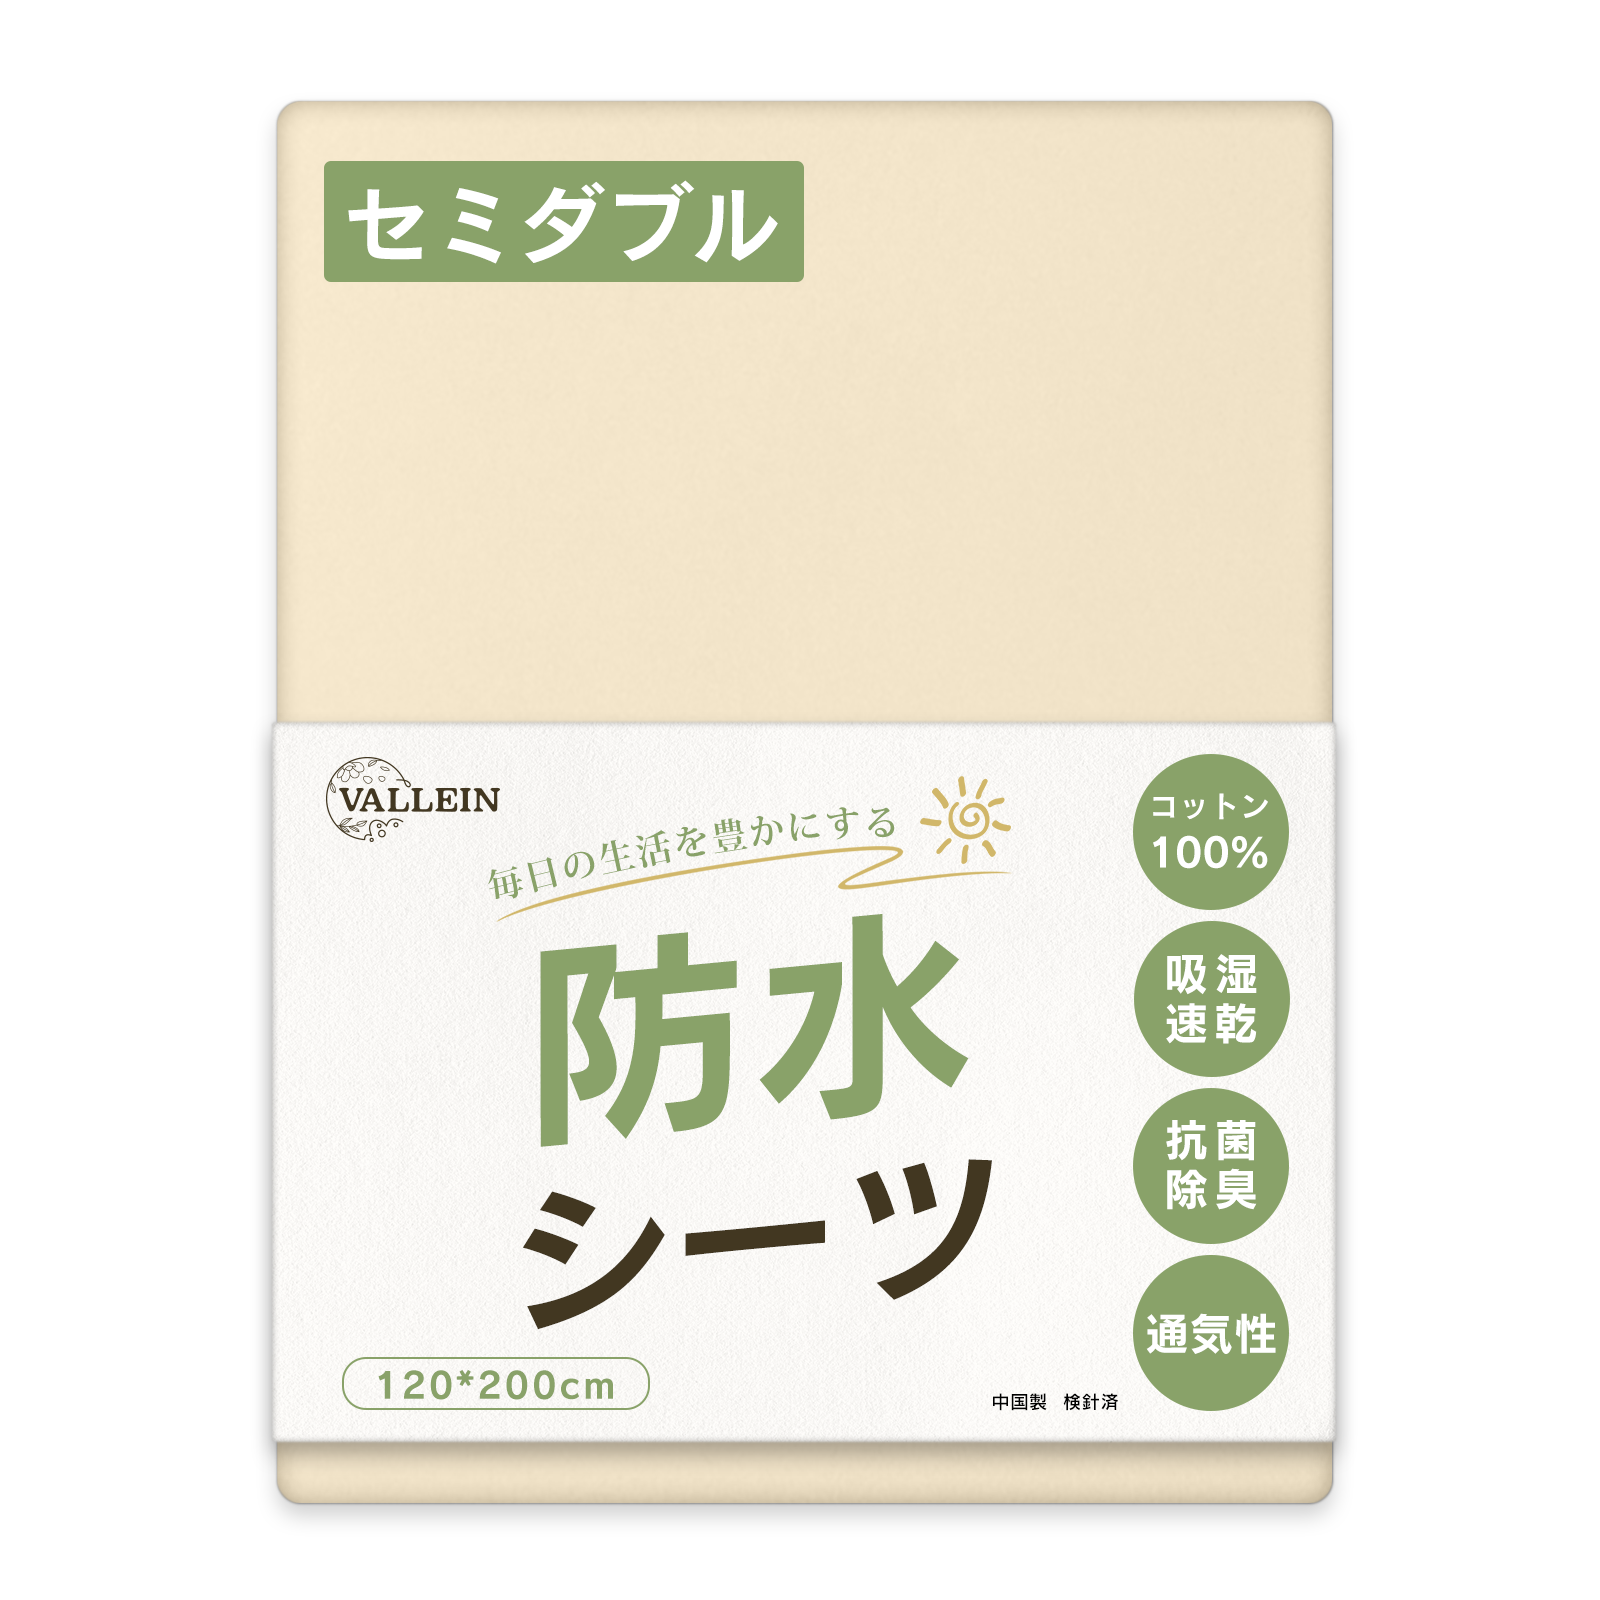 セミダブル
VALLEIN
毎日の生活を豊かにする
防水
シーツ
120*200cm
中国製 検針済
コットン
100%
吸湿
速乾
抗菌
除臭
通気性